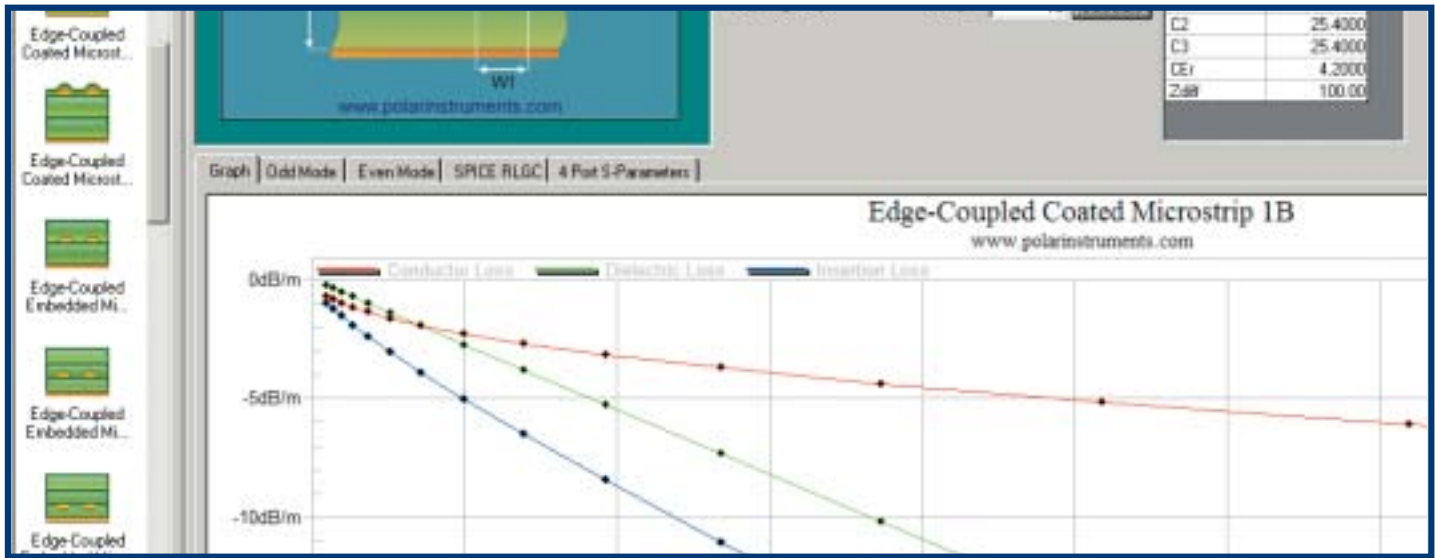 Edge-Coupled
Coated Microst...
Edge-Coupled
Coated Microst...
Edge-Coupled
Embedded Mi...
Edge-Coupled
Embedded Mi...
Edge-Coupled
W1
www.polarinstruments.com
C2 25.4000
C3 25.4000
CEr 4.2000
Zdiff 100.00
Graph Odd Mode Even Mode SPICE RLGC 4 Port S-Parameters
Edge-Coupled Coated Microstrip 1B
www.polarinstruments.com
Conductor Loss Dielectric Loss Insertion Loss
0dB/m
-5dB/m
-10dB/m